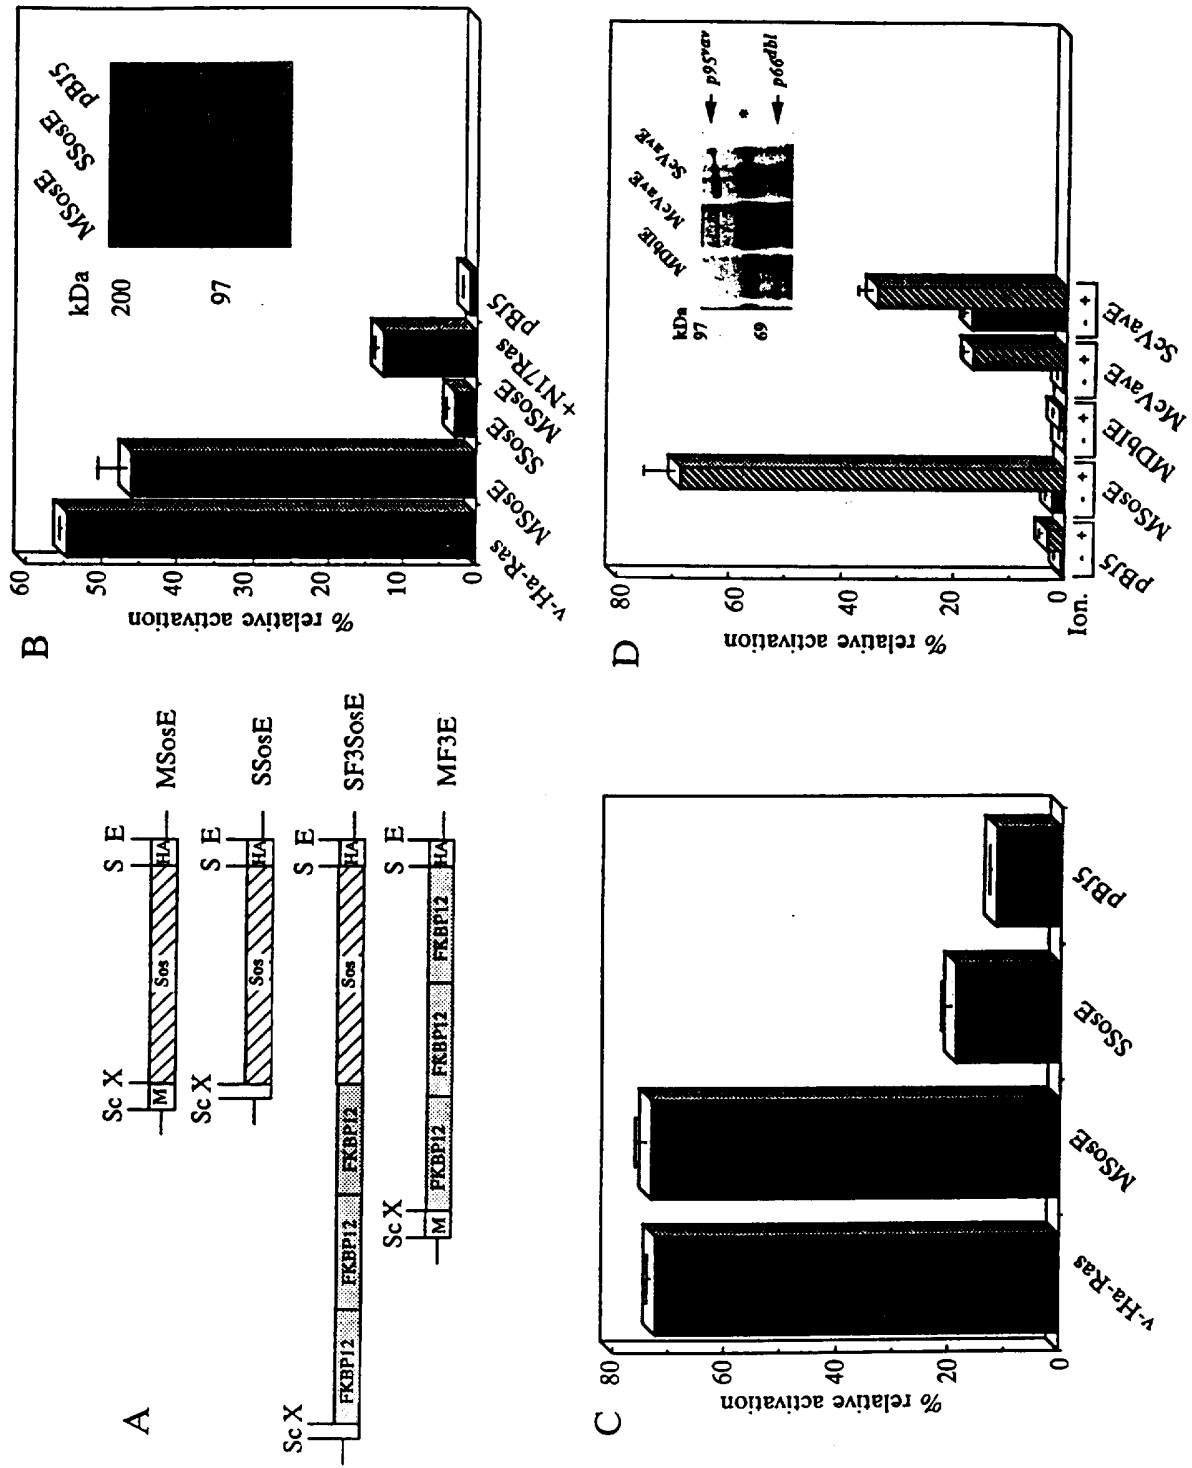 A
Sc X S E
M Sos HA MSosE
Sc X S E
Sos HA SSosE
Sc X S E
FKBP12 FKBP12 FKBP12 Sos HA SF3SosE
Sc X S E
M FKBP12 FKBP12 FKBP12 HA MF3E
B
% relative activation
60
50
40
30
20
10
0
v-Ha-Ras
MSosE
SSosE
MSosE
+N17Ras
pBJ5
kDa
200
97
MSosE
SSosE
pBJ5
C
% relative activation
80
60
40
20
0
v-Ha-Ras
MSosE
SSosE
pBJ5
D
% relative activation
80
60
40
20
0
Ion.
- + - + - + - + - +
pBJ5
MSosE
MDblE
McVavE
ScVavE
kDa
97
69
MDblE
McVavE
ScVavE
p95vav
*
p66dbl